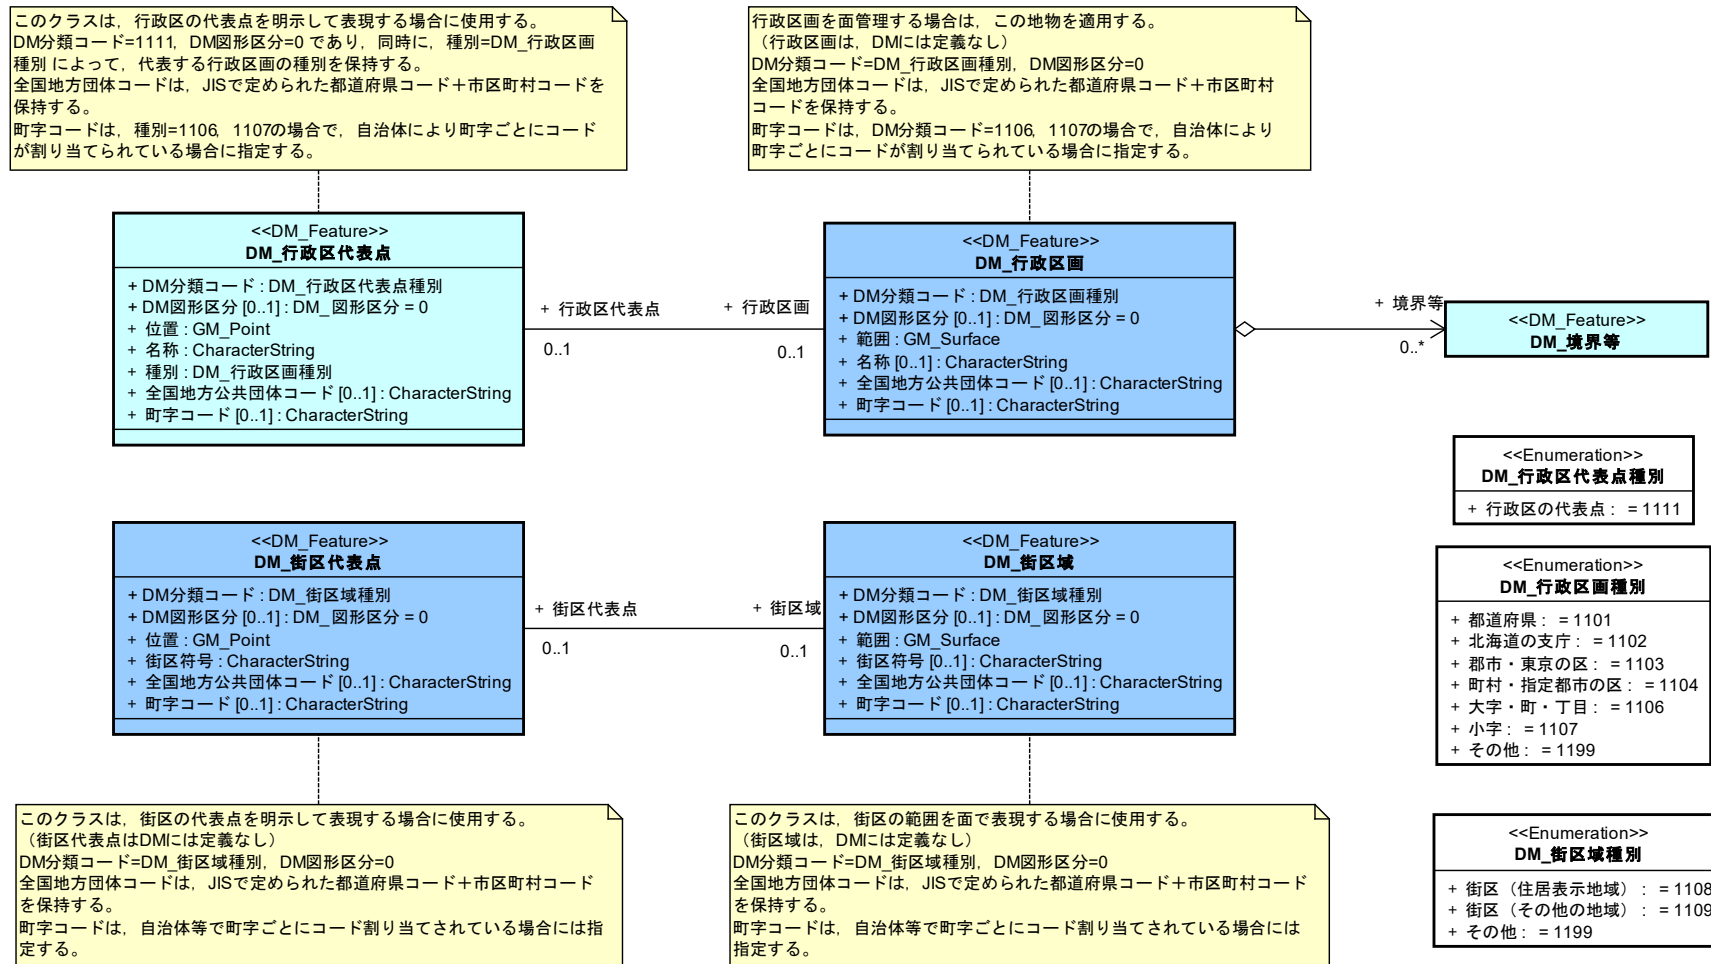 このクラスは，行政区の代表点を明示して表現する場合に使用する。
DM分類コード=1111，DM図形区分=0 であり，同時に，種別=DM_行政区画
種別 によって，代表する行政区画の種別を保持する。
全国地方団体コードは，JISで定められた都道府県コード＋市区町村コードを
保持する。
町字コードは，種別=1106，1107の場合で，自治体により町字ごとにコード
が割り当てられている場合に指定する。
行政区画を面管理する場合は，この地物を適用する。
（行政区画は，DMには定義なし）
DM分類コード=DM_行政区画種別，DM図形区分=0
全国地方団体コードは，JISで定められた都道府県コード＋市区町村
コードを保持する。
町字コードは，DM分類コード=1106，1107の場合で，自治体により
町字ごとにコードが割り当てられている場合に指定する。
<<DM_Feature>>
DM_行政区代表点
+ DM分類コード : DM_行政区代表点種別
+ DM図形区分 [0..1] : DM_図形区分 = 0
+ 位置 : GM_Point
+ 名称 : CharacterString
+ 種別 : DM_行政区画種別
+ 全国地方公共団体コード [0..1] : CharacterString
+ 町字コード [0..1] : CharacterString
+ 行政区代表点
0..1
+ 行政区画
0..1
<<DM_Feature>>
DM_行政区画
+ DM分類コード : DM_行政区画種別
+ DM図形区分 [0..1] : DM_図形区分 = 0
+ 範囲 : GM_Surface
+ 名称 [0..1] : CharacterString
+ 全国地方公共団体コード [0..1] : CharacterString
+ 町字コード [0..1] : CharacterString
+ 境界等
0..*
<<DM_Feature>>
DM_境界等
<<Enumeration>>
DM_行政区代表点種別
+ 行政区の代表点 : = 1111
<<DM_Feature>>
DM_街区代表点
+ DM分類コード : DM_街区域種別
+ DM図形区分 [0..1] : DM_図形区分 = 0
+ 位置 : GM_Point
+ 街区符号 : CharacterString
+ 全国地方公共団体コード [0..1] : CharacterString
+ 町字コード [0..1] : CharacterString
+ 街区代表点
0..1
+ 街区域
0..1
<<DM_Feature>>
DM_街区域
+ DM分類コード : DM_街区域種別
+ DM図形区分 [0..1] : DM_図形区分 = 0
+ 範囲 : GM_Surface
+ 街区符号 [0..1] : CharacterString
+ 全国地方公共団体コード [0..1] : CharacterString
+ 町字コード [0..1] : CharacterString
<<Enumeration>>
DM_行政区画種別
+ 都道府県 : = 1101
+ 北海道の支庁 : = 1102
+ 郡市・東京の区 : = 1103
+ 町村・指定都市の区 : = 1104
+ 大字・町・丁目 : = 1106
+ 小字 : = 1107
+ その他 : = 1199
このクラスは，街区の代表点を明示して表現する場合に使用する。
（街区代表点はDMには定義なし）
DM分類コード=DM_街区域種別，DM図形区分=0
全国地方団体コードは，JISで定められた都道府県コード＋市区町村コード
を保持する。
町字コードは，自治体等で町字ごとにコード割り当てされている場合には指
定する。
このクラスは，街区の範囲を面で表現する場合に使用する。
（街区域は，DMには定義なし）
DM分類コード=DM_街区域種別，DM図形区分=0
全国地方団体コードは，JISで定められた都道府県コード＋市区町村コード
を保持する。
町字コードは，自治体等で町字ごとにコード割り当てされている場合には
指定する。
<<Enumeration>>
DM_街区域種別
+ 街区（住居表示地域） : = 1108
+ 街区（その他の地域） : = 1109
+ その他 : = 1199